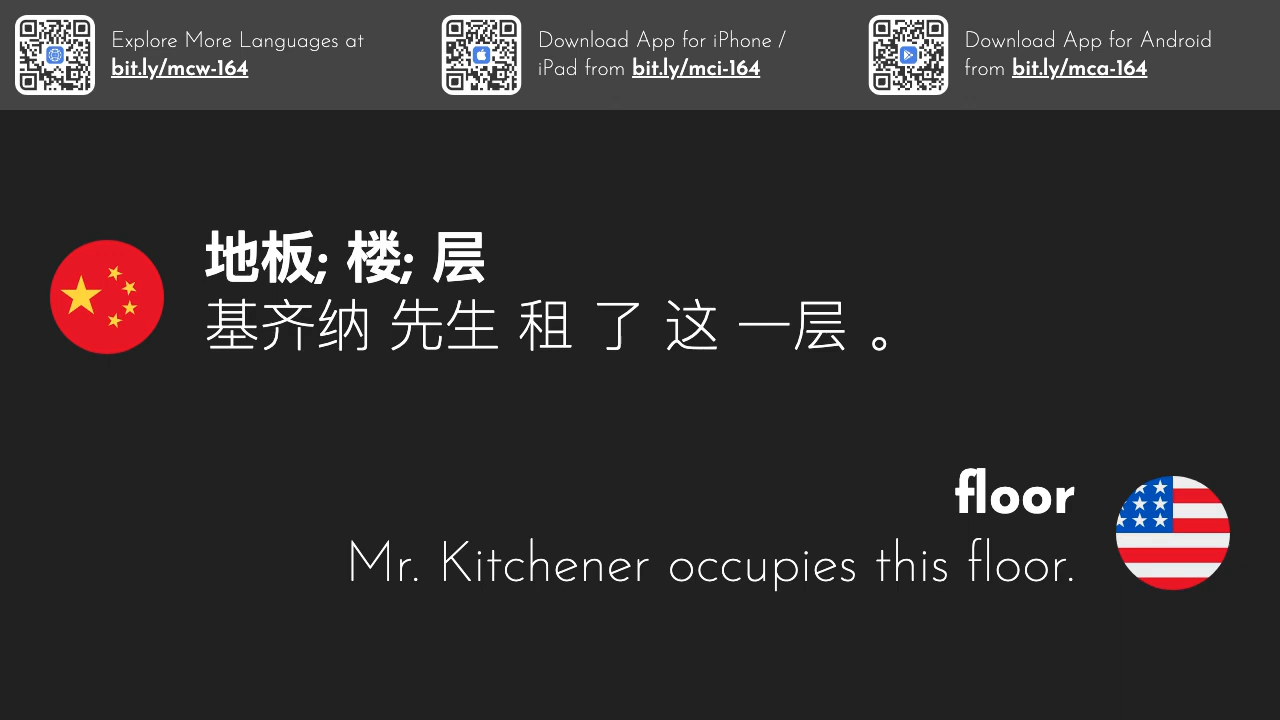 Explore More Languages at
bit.ly/mcw-164
Download App for iPhone /
iPad from bit.ly/mci-164
Download App for Android
from bit.ly/mca-164
地板; 楼; 层
基齐纳 先生 租 了 这 一层 。
floor
Mr. Kitchener occupies this floor.